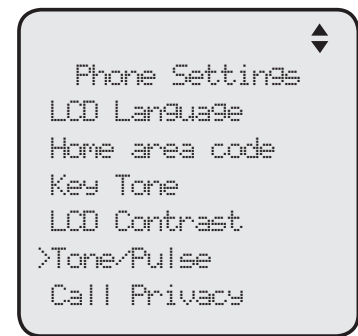 Phone Settings
LCD Language
Home area code
Key Tone
LCD Contrast
>Tone/Pulse
Call Privacy